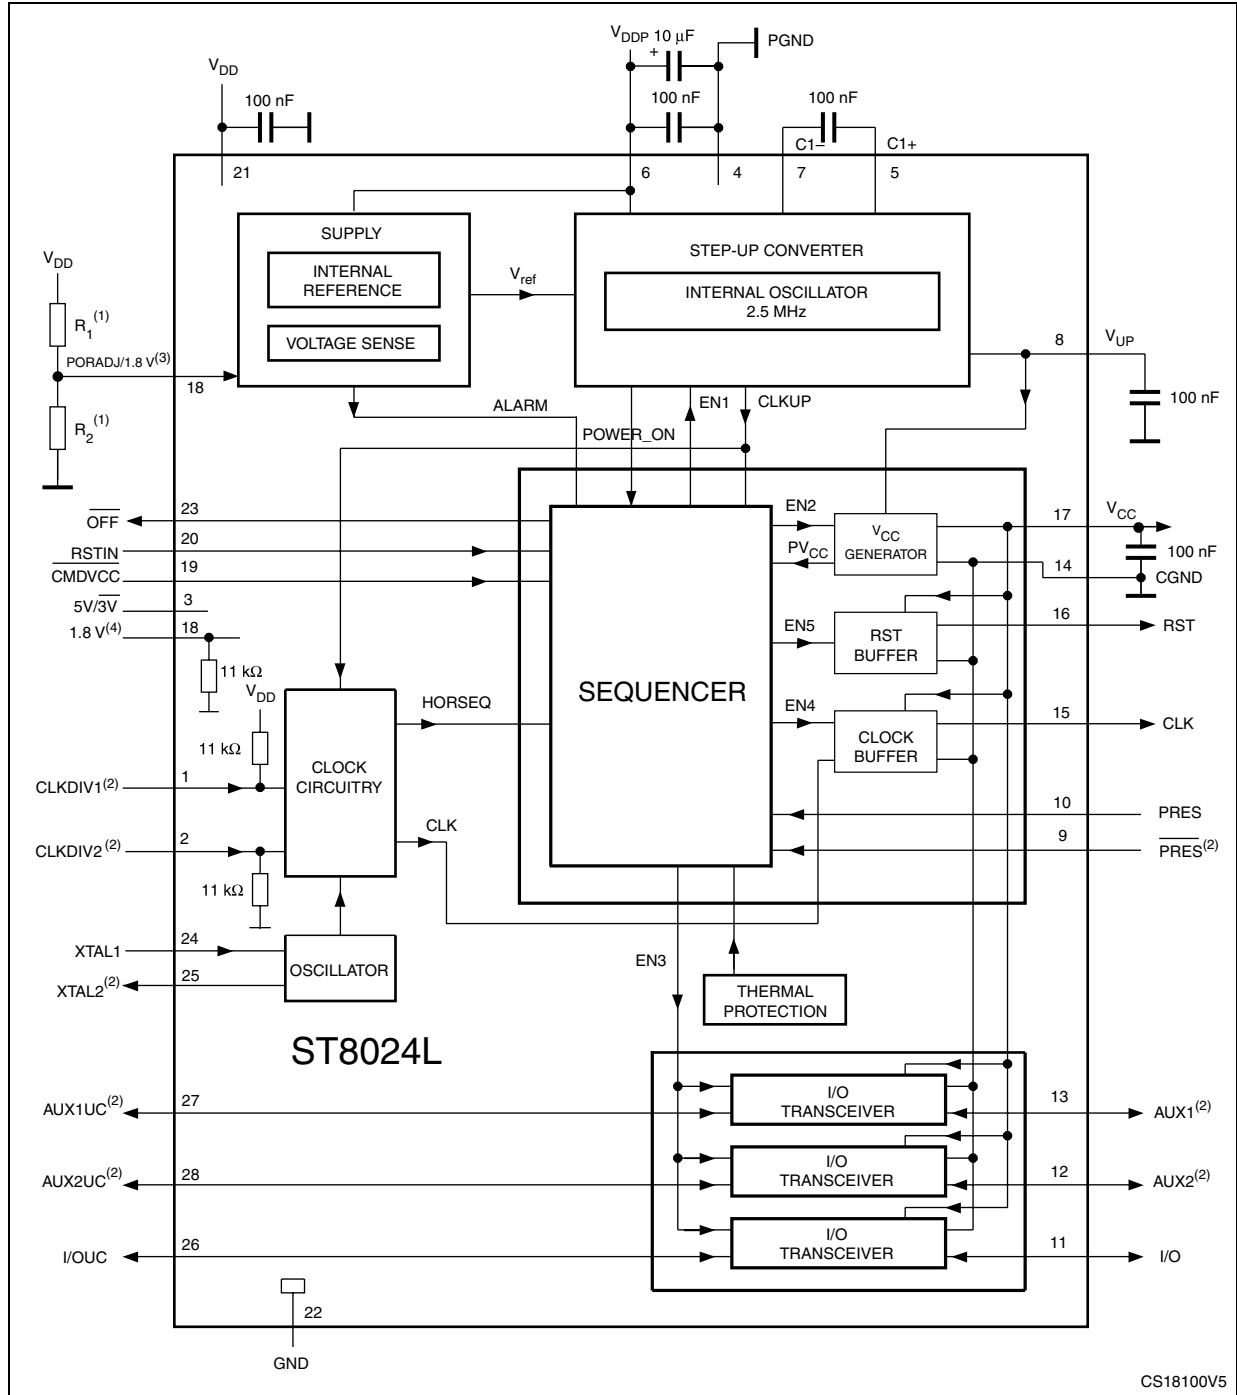 VDDP 10 µF
+
PGND
VDD
100 nF
100 nF
100 nF
C1–
C1+
21
6
4
7
5
SUPPLY
INTERNAL
REFERENCE
VOLTAGE SENSE
Vref
STEP-UP CONVERTER
INTERNAL OSCILLATOR
2.5 MHz
VDD
R1(1)
PORADJ/1.8 V(3)
18
R2(1)
8
VUP
100 nF
ALARM
EN1
CLKUP
POWER_ON
23
OFF
20
RSTIN
19
CMDVCC
3
5V/3V
18
1.8 V(4)
11 kΩ
VDD
11 kΩ
1
CLKDIV1(2)
2
CLKDIV2(2)
11 kΩ
CLOCK
CIRCUITRY
HORSEQ
CLK
SEQUENCER
EN2
PVCC
VCC
GENERATOR
17
VCC
100 nF
14
CGND
EN5
RST
BUFFER
16
RST
EN4
CLOCK
BUFFER
15
CLK
10
PRES
9
PRES(2)
24
XTAL1
25
XTAL2(2)
OSCILLATOR
EN3
THERMAL
PROTECTION
ST8024L
27
AUX1UC(2)
I/O
TRANSCEIVER
13
AUX1(2)
28
AUX2UC(2)
I/O
TRANSCEIVER
12
AUX2(2)
26
I/OUC
I/O
TRANSCEIVER
11
I/O
22
GND
CS18100V5